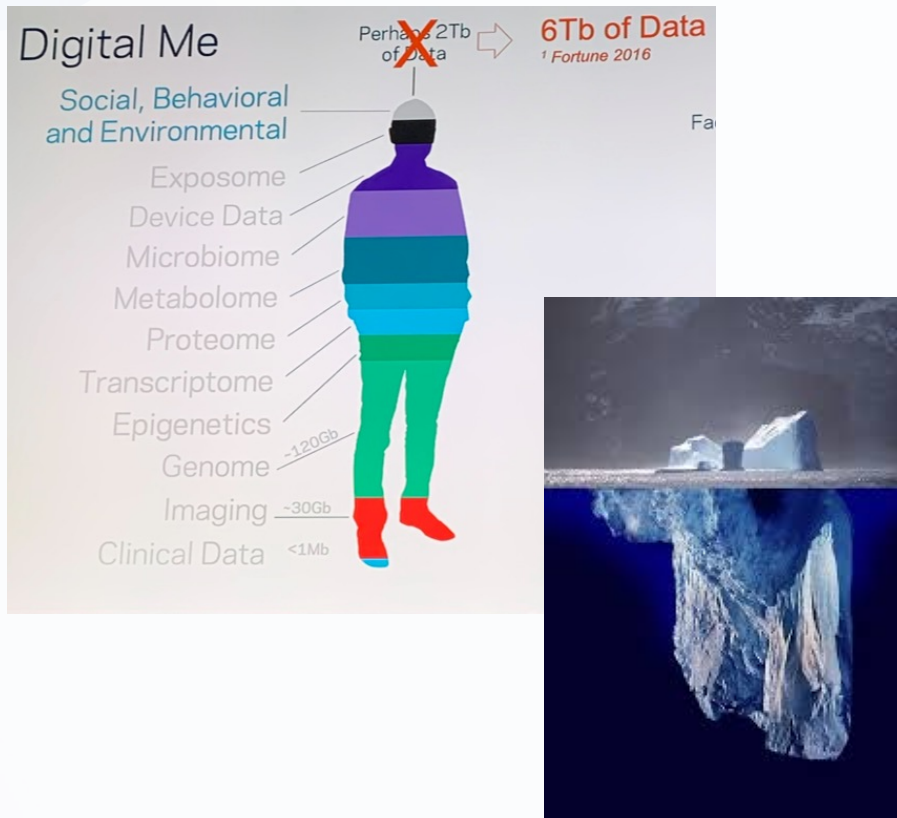 Digital Me
Perhaps 2Tb
of Data
6Tb of Data
¹ Fortune 2016
Social, Behavioral
and Environmental
Exposome
Device Data
Microbiome
Metabolome
Proteome
Transcriptome
Epigenetics
Genome ~120Gb
Imaging ~30Gb
Clinical Data <1Mb